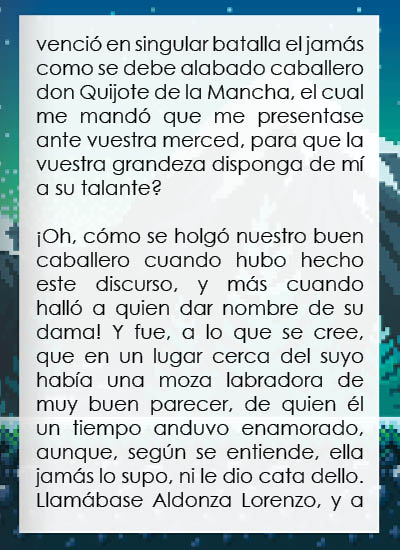 venció en singular batalla el jamás
como se debe alabado caballero
don Quijote de la Mancha, el cual
me mandó que me presentase
ante vuestra merced, para que la
vuestra grandeza disponga de mí
a su talante?
¡Oh, cómo se holgó nuestro buen
caballero cuando hubo hecho
este discurso, y más cuando
halló a quien dar nombre de su
dama! Y fue, a lo que se cree,
que en un lugar cerca del suyo
había una moza labradora de
muy buen parecer, de quien él
un tiempo anduvo enamorado,
aunque, según se entiende, ella
jamás lo supo, ni le dio cata dello.
Llamábase Aldonza Lorenzo, y a